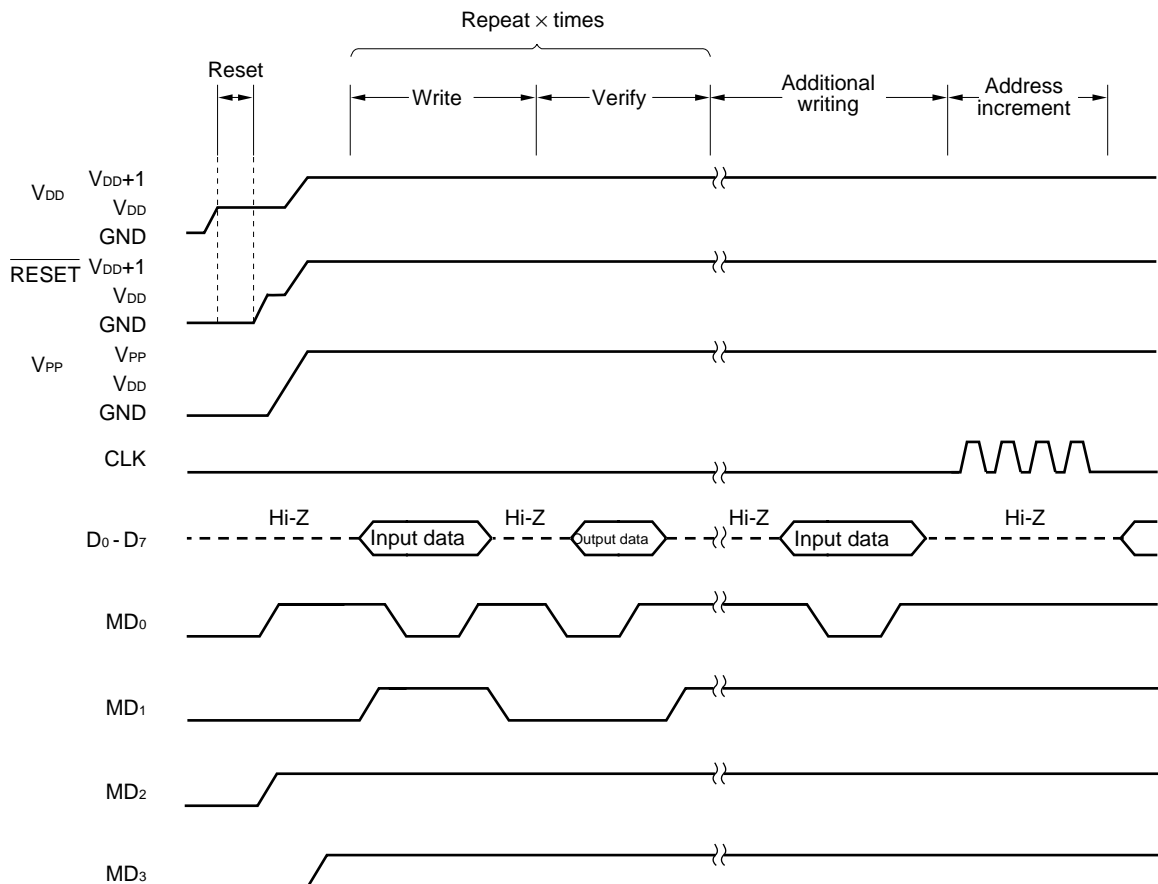 Repeat × times
Reset
Write
Verify
Additional
writing
Address
increment
VDD
VDD+1
VDD
GND
RESET
VDD+1
VDD
GND
VPP
VPP
VDD
GND
CLK
D0 - D7
Hi-Z
Input data
Hi-Z
Output data
Hi-Z
Input data
Hi-Z
MD0
MD1
MD2
MD3